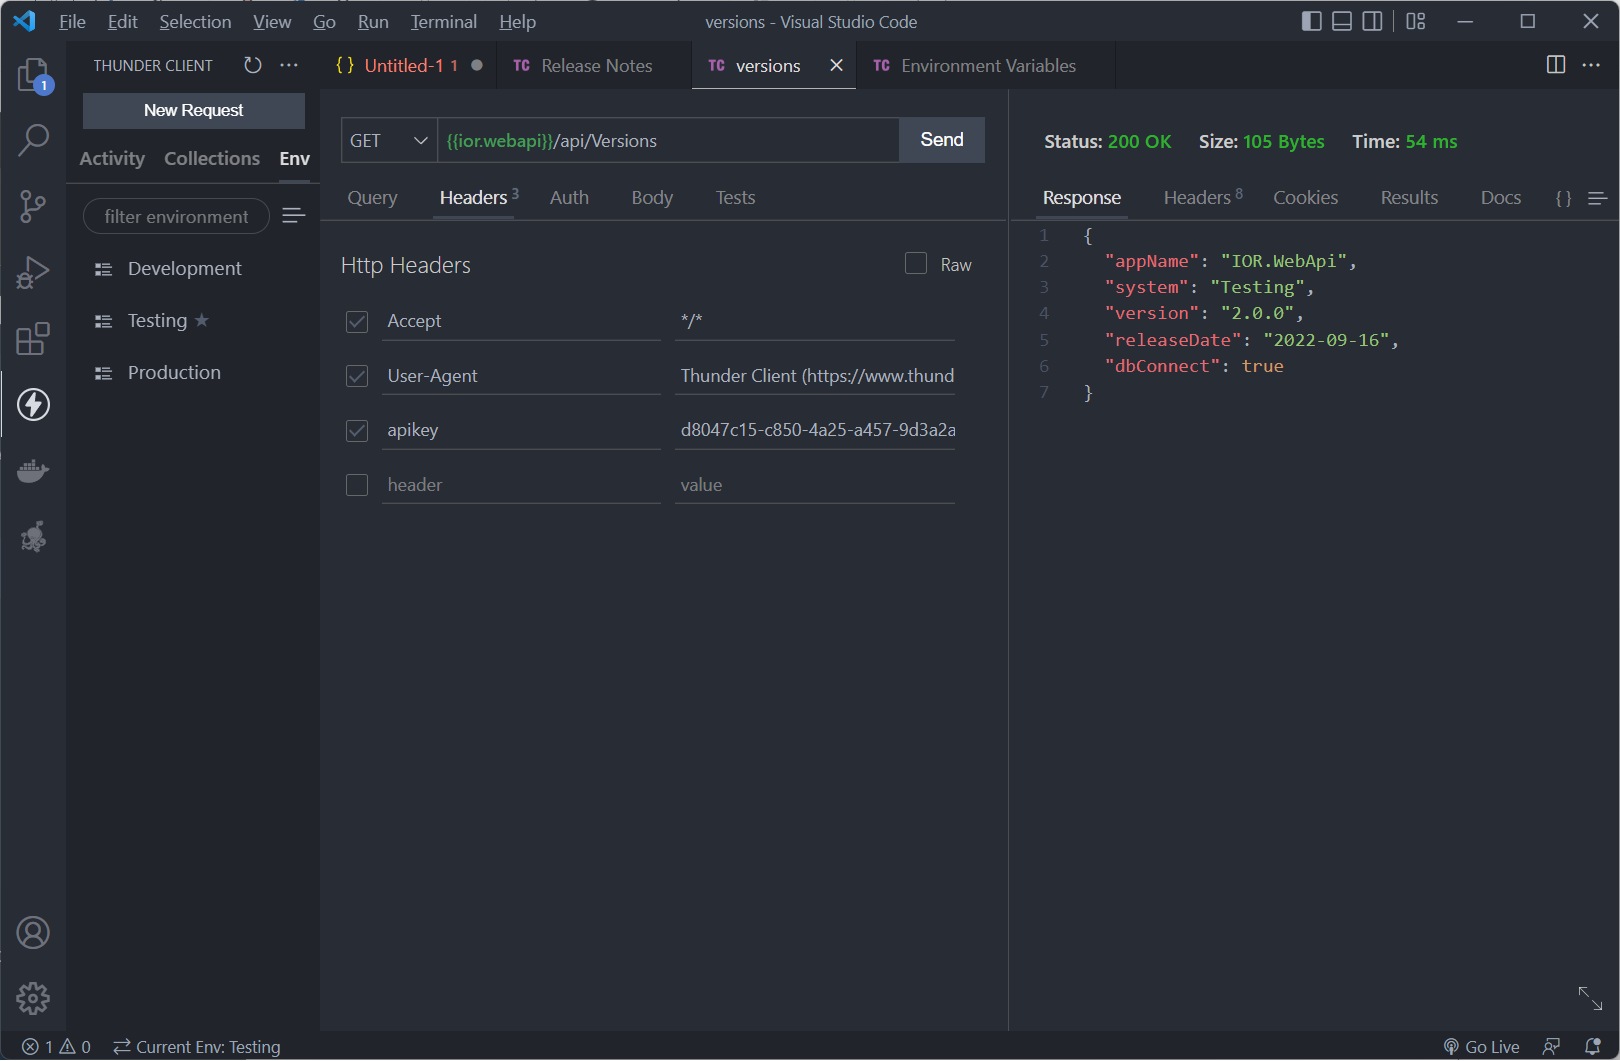 File Edit Selection View Go Run Terminal Help
versions - Visual Studio Code
1
THUNDER CLIENT
New Request
Activity Collections Env
filter environment
Development
Testing
Production
{ } Untitled-1 1
TC Release Notes
TC versions
TC Environment Variables
GET {{ior.webapi}}/api/Versions Send
Query Headers 3 Auth Body Tests
Http Headers Raw
Accept */*
User-Agent Thunder Client (https://www.thund
apikey d8047c15-c850-4a25-a457-9d3a2a
header value
Status: 200 OK Size: 105 Bytes Time: 54 ms
Response Headers 8 Cookies Results Docs { }
1 {
2 "appName": "IOR.WebApi",
3 "system": "Testing",
4 "version": "2.0.0",
5 "releaseDate": "2022-09-16",
6 "dbConnect": true
7 }
1 0 Current Env: Testing
Go Live